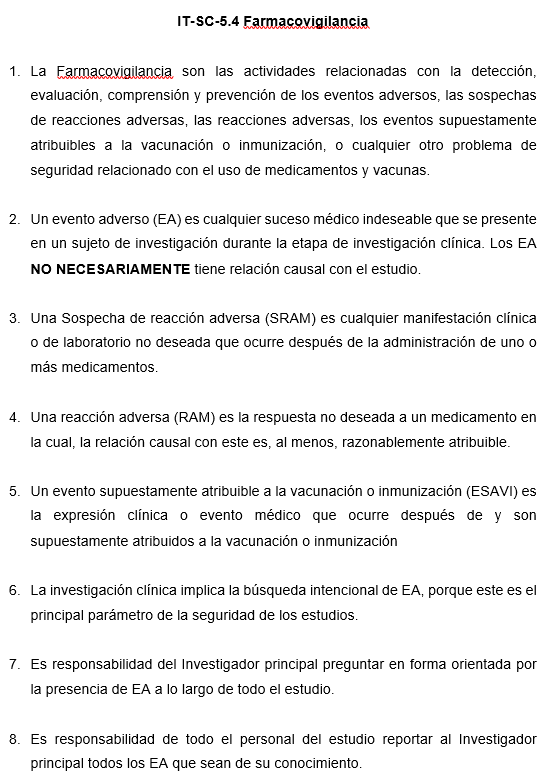 IT-SC-5.4 Farmacovigilancia
1. La Farmacovigilancia son las actividades relacionadas con la detección,
evaluación, comprensión y prevención de los eventos adversos, las sospechas
de reacciones adversas, las reacciones adversas, los eventos supuestamente
atribuibles a la vacunación o inmunización, o cualquier otro problema de
seguridad relacionado con el uso de medicamentos y vacunas.
2. Un evento adverso (EA) es cualquier suceso médico indeseable que se presente
en un sujeto de investigación durante la etapa de investigación clínica. Los EA
NO NECESARIAMENTE tiene relación causal con el estudio.
3. Una Sospecha de reacción adversa (SRAM) es cualquier manifestación clínica
o de laboratorio no deseada que ocurre después de la administración de uno o
más medicamentos.
4. Una reacción adversa (RAM) es la respuesta no deseada a un medicamento en
la cual, la relación causal con este es, al menos, razonablemente atribuible.
5. Un evento supuestamente atribuible a la vacunación o inmunización (ESAVI) es
la expresión clínica o evento médico que ocurre después de y son
supuestamente atribuidos a la vacunación o inmunización
6. La investigación clínica implica la búsqueda intencional de EA, porque este es el
principal parámetro de la seguridad de los estudios.
7. Es responsabilidad del Investigador principal preguntar en forma orientada por
la presencia de EA a lo largo de todo el estudio.
8. Es responsabilidad de todo el personal del estudio reportar al Investigador
principal todos los EA que sean de su conocimiento.